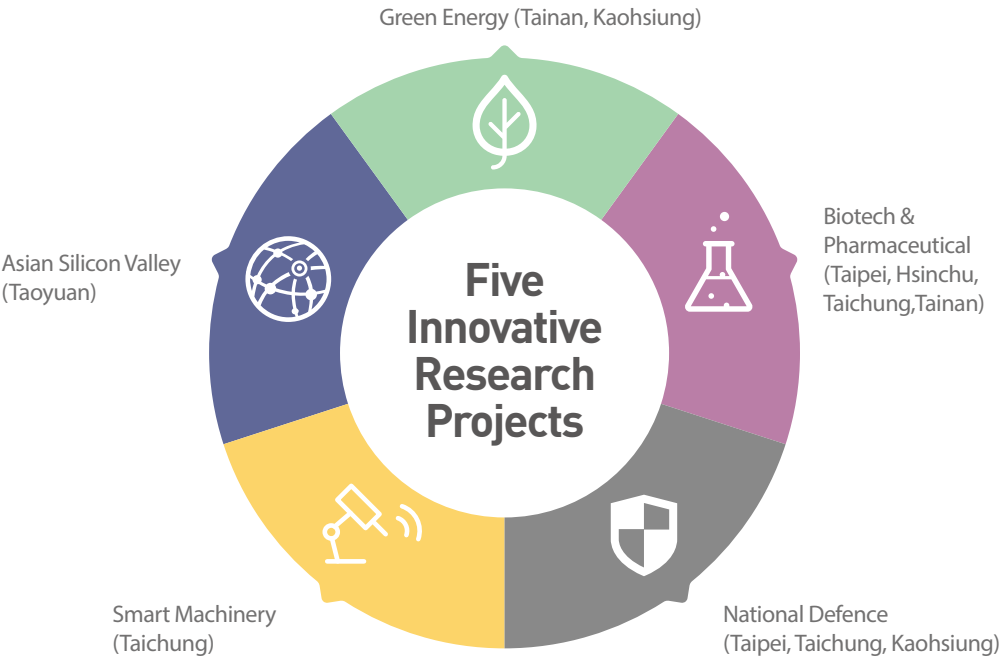 Green Energy (Tainan, Kaohsiung)
Biotech &
Pharmaceutical
(Taipei, Hsinchu,
Taichung,Tainan)
Asian Silicon Valley
(Taoyuan)
Five
Innovative
Research
Projects
Smart Machinery
(Taichung)
National Defence
(Taipei, Taichung, Kaohsiung)